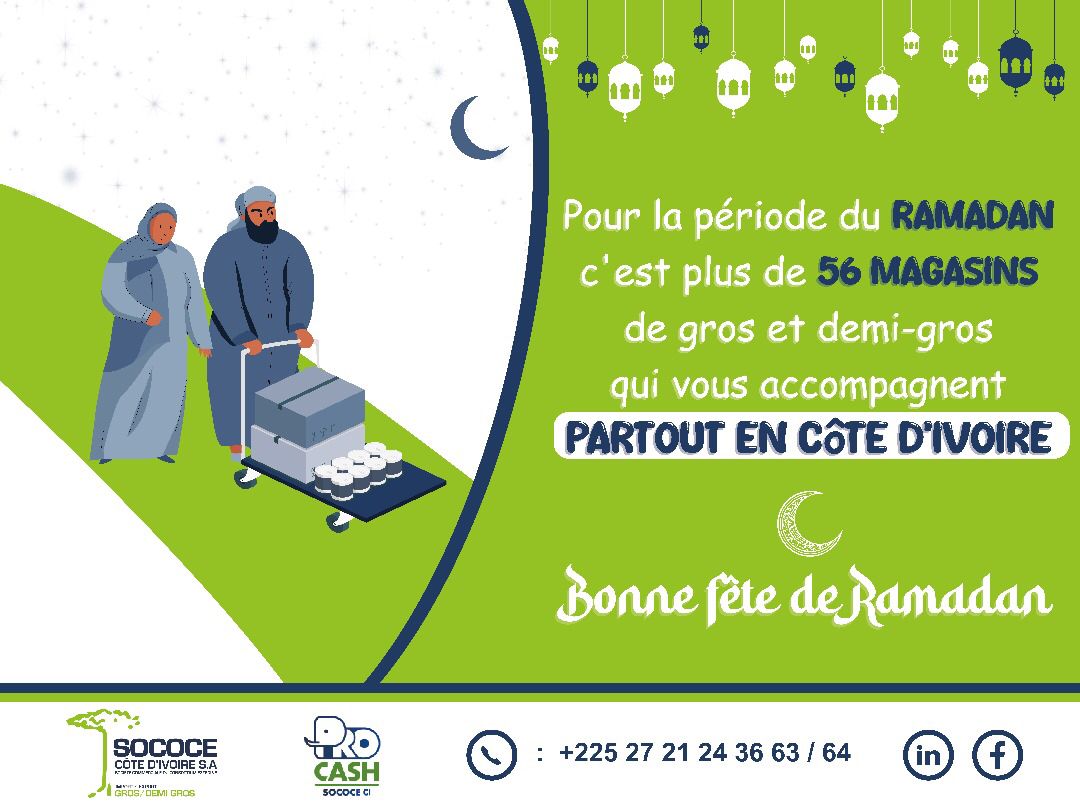 Pour la période du RAMADAN
c'est plus de 56 MAGASINS
de gros et demi-gros
qui vous accompagnent
PARTOUT EN CôTE D'IVOIRE
Bonne fête de Ramadan
SOCOCE
CÔTE D'IVOIRE S.A
IMPORT - EXPORT
GROS/DEMI GROS
PRO
CASH
SOCOCE CI
: +225 27 21 24 36 63 / 64
in
f